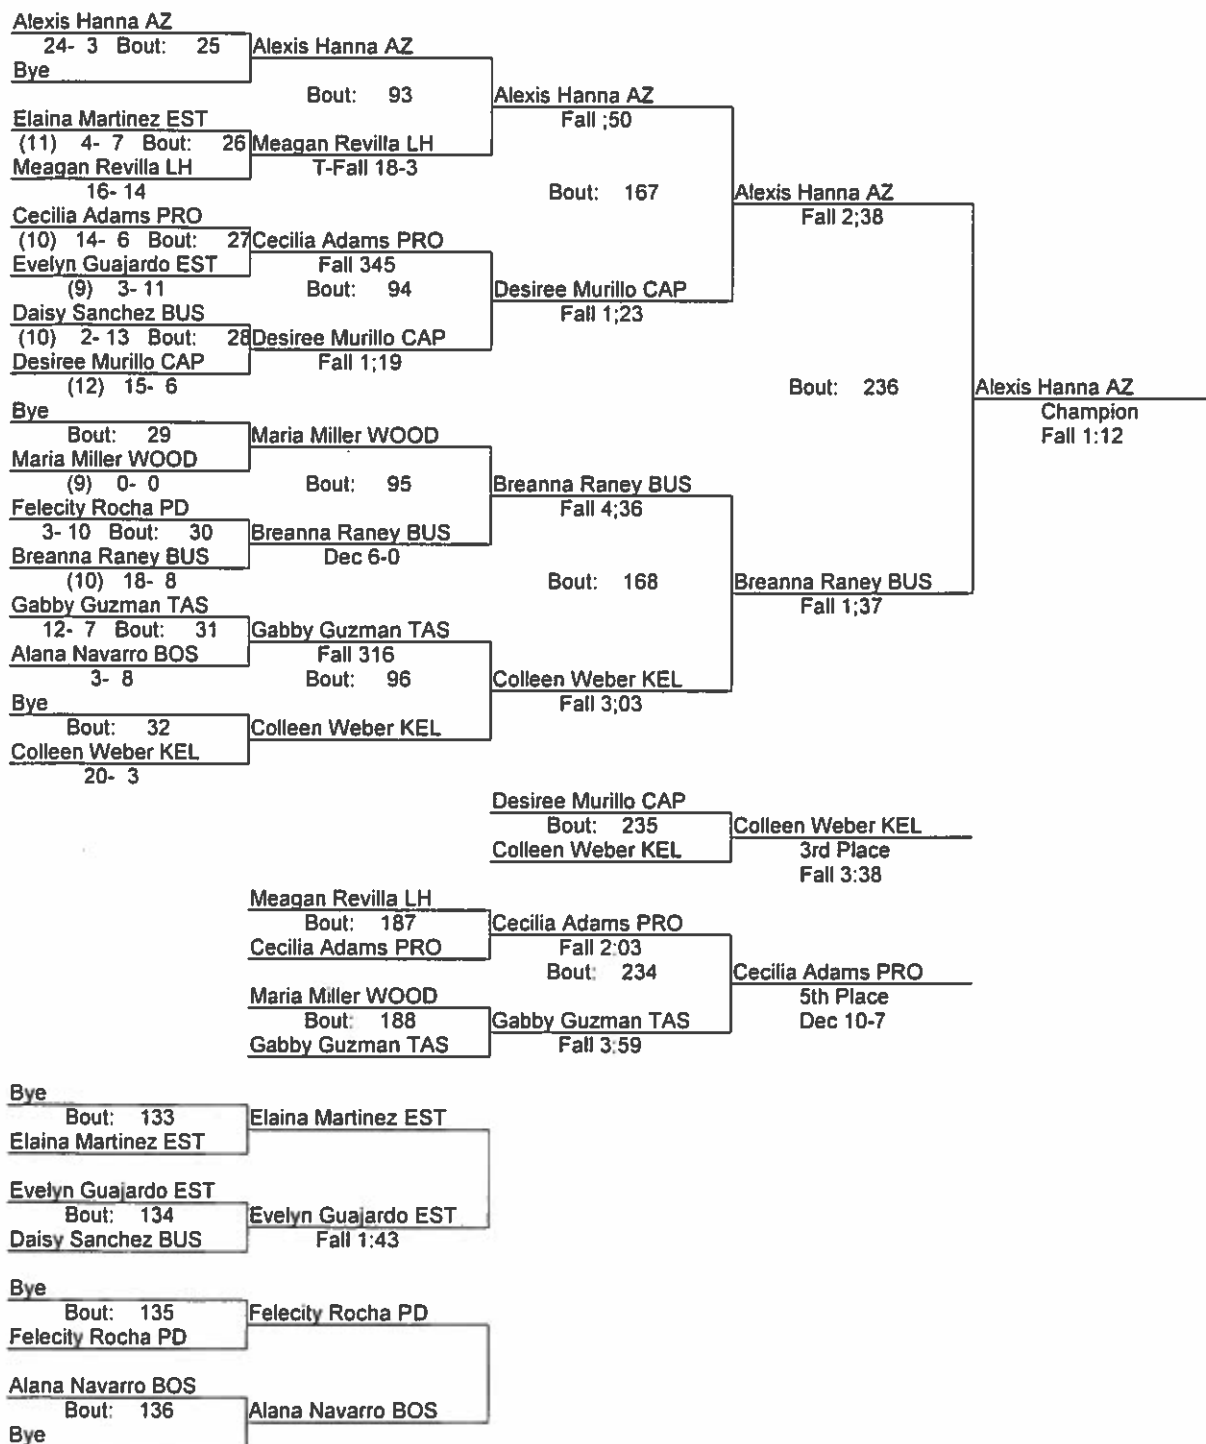 Alexis Hanna AZ
24- 3 Bout: 25
Bye
Alexis Hanna AZ
Bout: 93
Elaina Martinez EST
(11) 4- 7 Bout: 26
Meagan Revilla LH
16- 14
Meagan Revilla LH
T-Fall 18-3
Alexis Hanna AZ
Fall ;50
Bout: 167
Cecilia Adams PRO
(10) 14- 6 Bout: 27
Evelyn Guajardo EST
(9) 3- 11
Cecilia Adams PRO
Fall 345
Bout: 94
Daisy Sanchez BUS
(10) 2- 13 Bout: 28
Desiree Murillo CAP
(12) 15- 6
Desiree Murillo CAP
Fall 1;19
Desiree Murillo CAP
Fall 1;23
Alexis Hanna AZ
Fall 2;38
Bout: 236
Alexis Hanna AZ
Champion
Fall 1:12
Bye
Bout: 29
Maria Miller WOOD
(9) 0- 0
Maria Miller WOOD
Bout: 95
Felecity Rocha PD
3- 10 Bout: 30
Breanna Raney BUS
(10) 18- 8
Breanna Raney BUS
Dec 6-0
Breanna Raney BUS
Fall 4;36
Bout: 168
Breanna Raney BUS
Fall 1;37
Gabby Guzman TAS
12- 7 Bout: 31
Alana Navarro BOS
3- 8
Gabby Guzman TAS
Fall 316
Bout: 96
Bye
Bout: 32
Colleen Weber KEL
20- 3
Colleen Weber KEL
Colleen Weber KEL
Fall 3;03
Desiree Murillo CAP
Bout: 235
Colleen Weber KEL
Colleen Weber KEL
3rd Place
Fall 3:38
Meagan Revilla LH
Bout: 187
Cecilia Adams PRO
Cecilia Adams PRO
Fall 2:03
Bout: 234
Maria Miller WOOD
Bout: 188
Gabby Guzman TAS
Gabby Guzman TAS
Fall 3:59
Cecilia Adams PRO
5th Place
Dec 10-7
Bye
Bout: 133
Elaina Martinez EST
Elaina Martinez EST
Evelyn Guajardo EST
Bout: 134
Daisy Sanchez BUS
Evelyn Guajardo EST
Fall 1:43
Bye
Bout: 135
Felecity Rocha PD
Felecity Rocha PD
Alana Navarro BOS
Bout: 136
Bye
Alana Navarro BOS